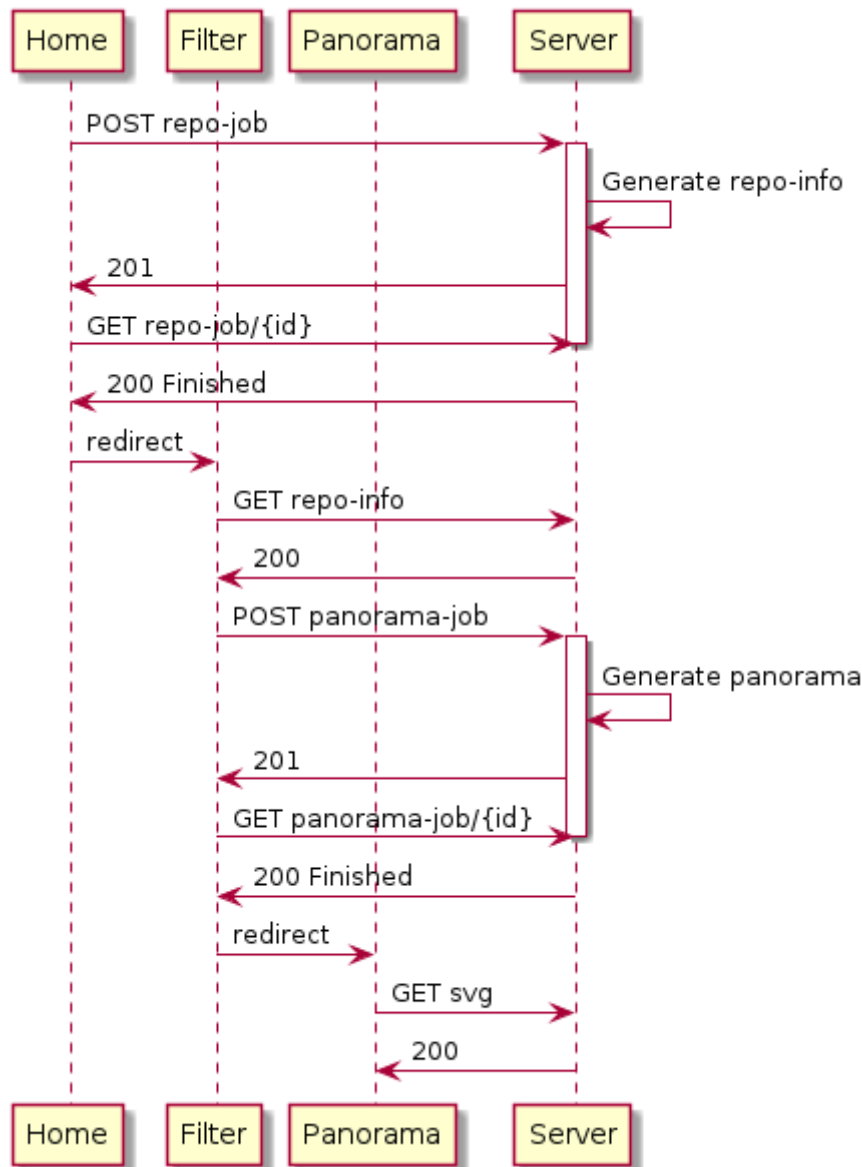 Home
Filter
Panorama
Server
POST repo-job
Generate repo-info
201
GET repo-job/{id}
200 Finished
redirect
GET repo-info
200
POST panorama-job
Generate panorama
201
GET panorama-job/{id}
200 Finished
redirect
GET svg
200
Home
Filter
Panorama
Server